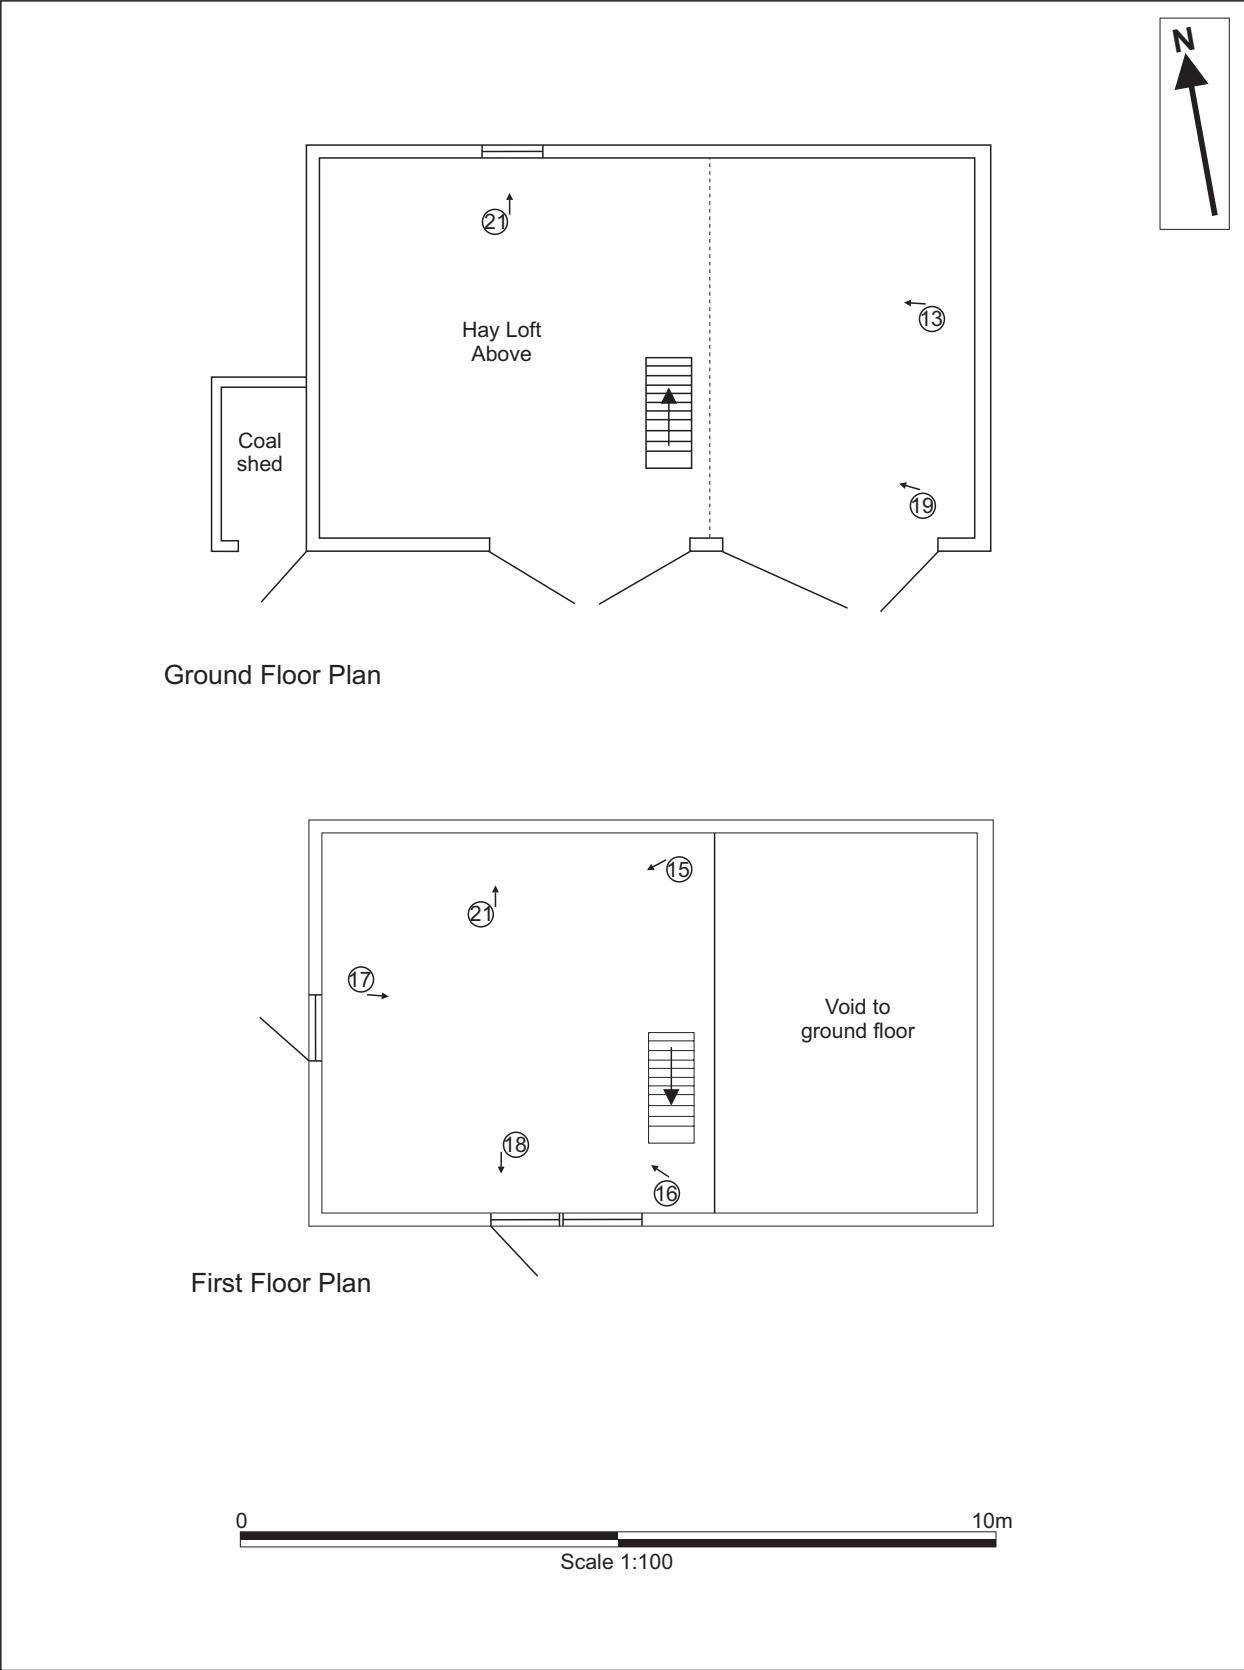 N
21
13
Hay Loft
Above
Coal
shed
19
Ground Floor Plan
15
21
17
Void to
ground floor
18
16
First Floor Plan
0 10m
Scale 1:100